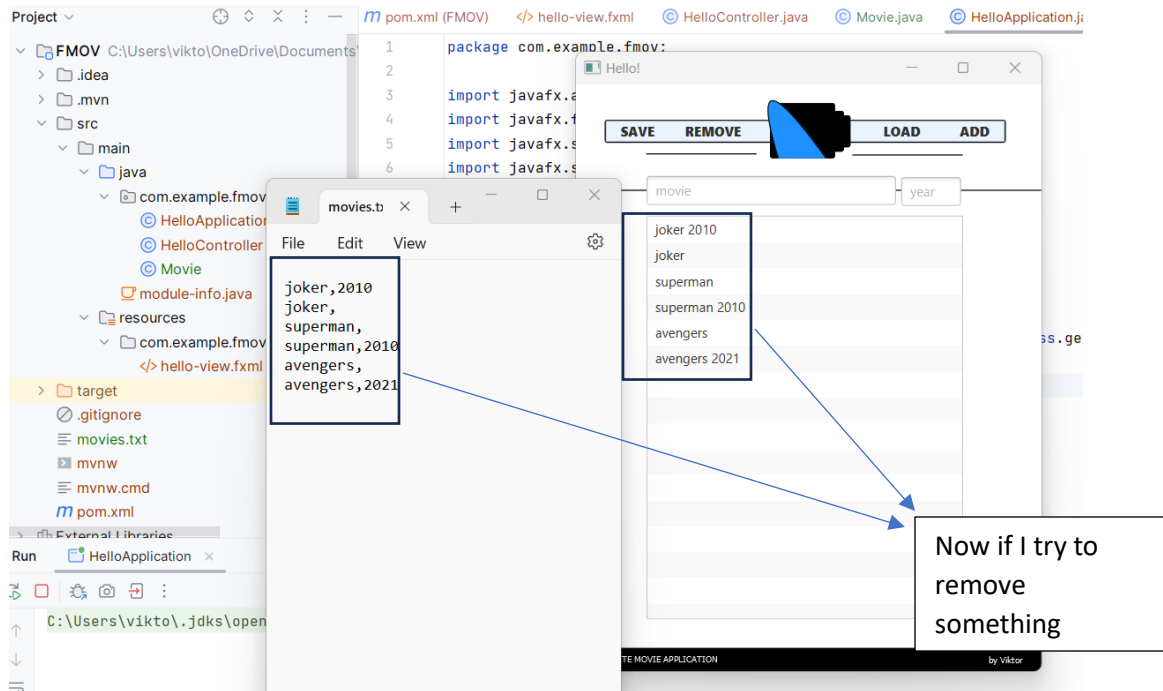 Project
FMOV C:\Users\vikto\OneDrive\Documents
.idea
.mvn
src
main
java
com.example.fmov
HelloApplication
HelloController
Movie
module-info.java
resources
com.example.fmov
hello-view.fxml
target
.gitignore
movies.txt
mvnw
mvnw.cmd
pom.xml
External Libraries
Run HelloApplication
C:\Users\vikto\.jdks\open
pom.xml (FMOV) hello-view.fxml HelloController.java Movie.java HelloApplication.ja
1 package com.example.fmov;
2
3 import javafx.a
4 import javafx.f
5 import javafx.s
6 import javafx.s
ss.ge
movies.t
File Edit View
joker,2010
joker,
superman,
superman,2010
avengers,
avengers,2021
Hello!
SAVE REMOVE LOAD ADD
movie year
joker 2010
joker
superman
superman 2010
avengers
avengers 2021
TE MOVIE APPLICATION by Viktor
Now if I try to
remove
something